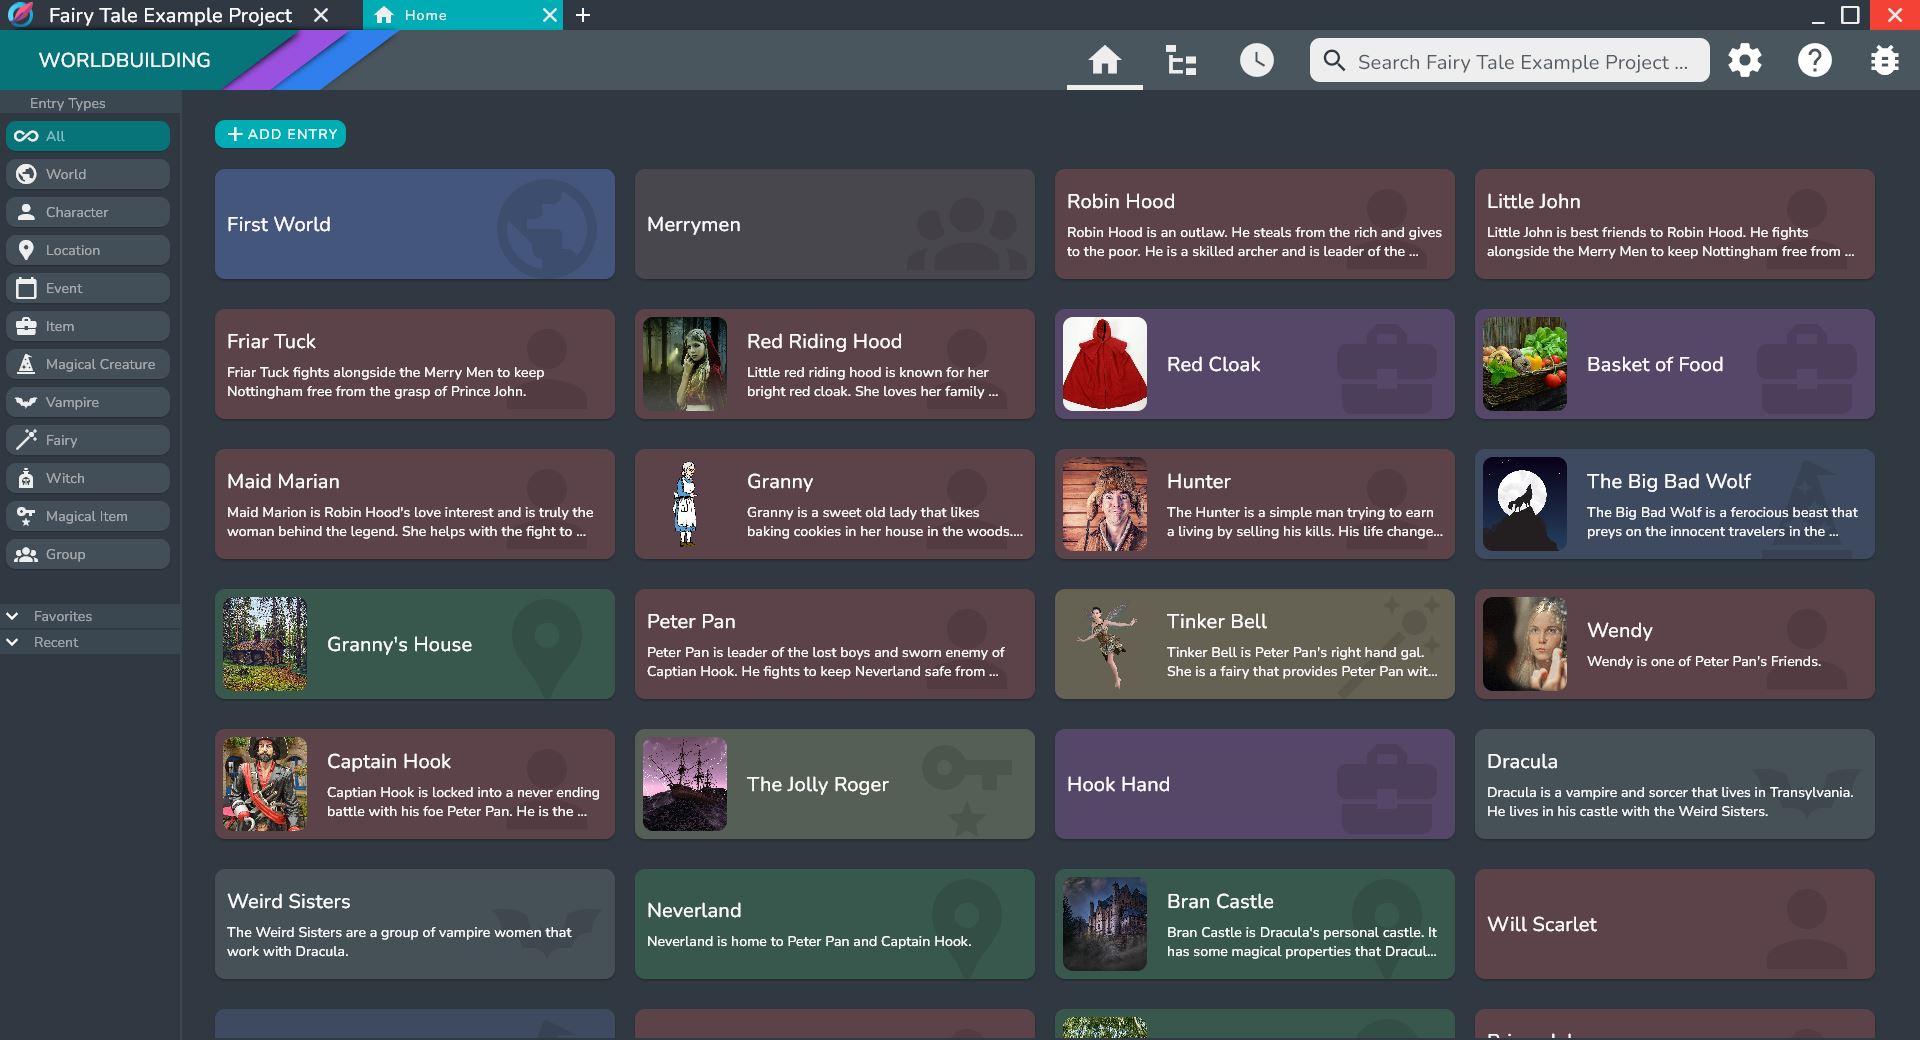 Fairy Tale Example Project
Home
WORLDBUILDING
Search Fairy Tale Example Project ...
Entry Types
All
World
Character
Location
Event
Item
Magical Creature
Vampire
Fairy
Witch
Magical Item
Group
Favorites
Recent
ADD ENTRY
First World
Merrymen
Robin Hood
Robin Hood is an outlaw. He steals from the rich and gives
to the poor. He is a skilled archer and is leader of the ...
Little John
Little John is best friends to Robin Hood. He fights
alongside the Merry Men to keep Nottingham free from ...
Friar Tuck
Friar Tuck fights alongside the Merry Men to keep
Nottingham free from the grasp of Prince John.
Red Riding Hood
Little red riding hood is known for her
bright red cloak. She loves her family ...
Red Cloak
Basket of Food
Maid Marian
Maid Marion is Robin Hood's love interest and is truly the
woman behind the legend. She helps with the fight to ...
Granny
Granny is a sweet old lady that likes
baking cookies in her house in the woods....
Hunter
The Hunter is a simple man trying to earn
a living by selling his kills. His life change...
The Big Bad Wolf
The Big Bad Wolf is a ferocious beast that
preys on the innocent travelers in the ...
Granny's House
Peter Pan
Peter Pan is leader of the lost boys and sworn enemy of
Captian Hook. He fights to keep Neverland safe from ...
Tinker Bell
Tinker Bell is Peter Pan's right hand gal.
She is a fairy that provides Peter Pan wit...
Wendy
Wendy is one of Peter Pan's Friends.
Captain Hook
Captian Hook is locked into a never ending
battle with his foe Peter Pan. He is the ...
The Jolly Roger
Hook Hand
Dracula
Dracula is a vampire and sorcer that lives in Transylvania.
He lives in his castle with the Weird Sisters.
Weird Sisters
The Weird Sisters are a group of vampire women that
work with Dracula.
Neverland
Neverland is home to Peter Pan and Captain Hook.
Bran Castle
Bran Castle is Dracula's personal castle. It
has some magical properties that Dracul...
Will Scarlet